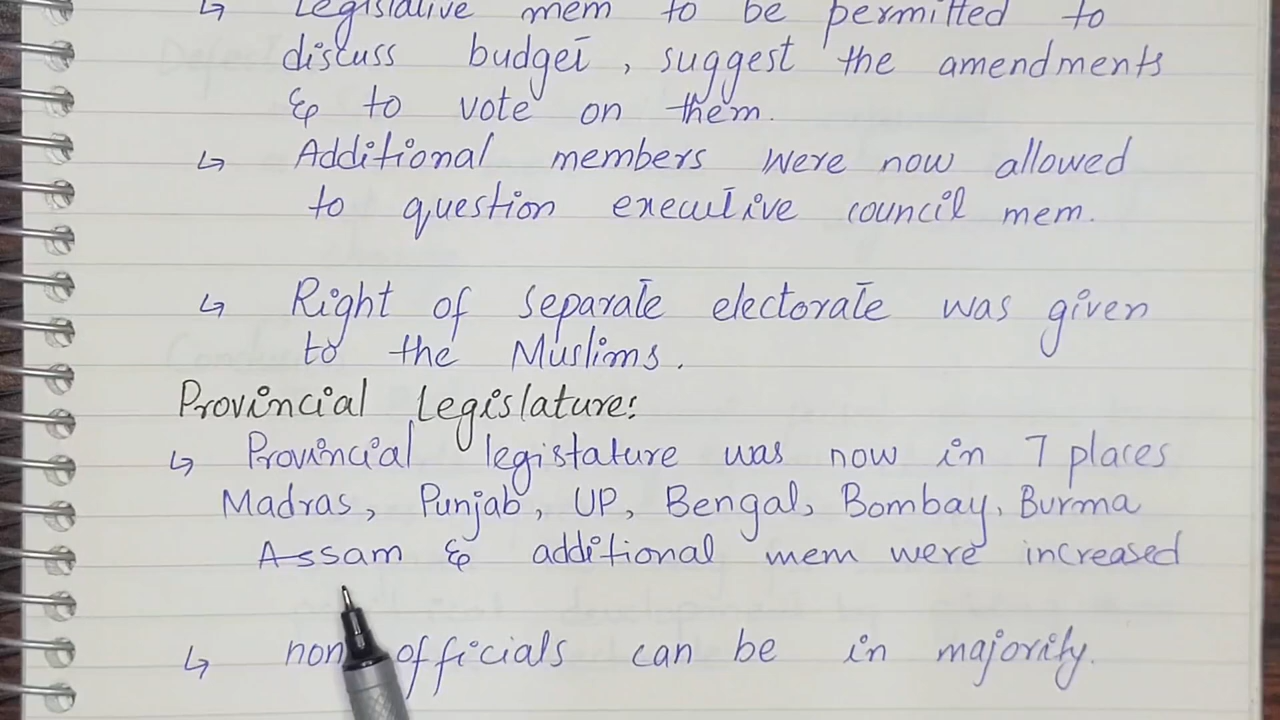 ↳ Legislative mem to be permitted to
discuss budget, suggest the amendments
& to vote on them.
↳ Additional members were now allowed
to question executive council mem.
↳ Right of separate electorate was given
to the Muslims.
Provincial Legislature:
↳ Provincial legistature was now in 7 places
Madras, Punjab, UP, Bengal, Bombay, Burma
Assam & additional mem were increased
↳ non officials can be in majority.